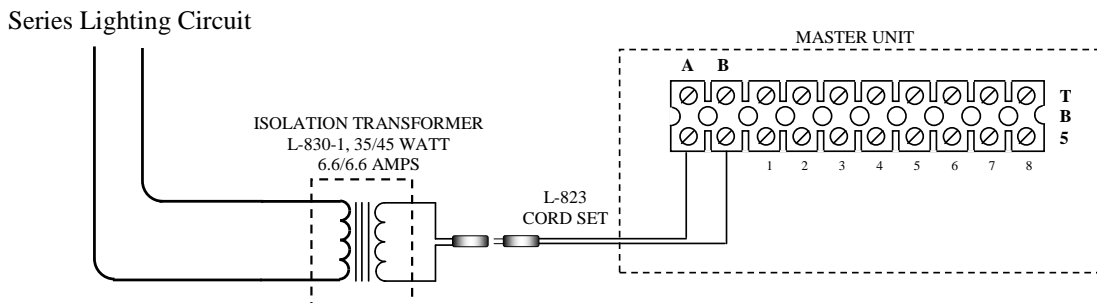 Series Lighting Circuit
MASTER UNIT
A B
T
B
5
1 2 3 4 5 6 7 8
ISOLATION TRANSFORMER
L-830-1, 35/45 WATT
6.6/6.6 AMPS
L-823
CORD SET